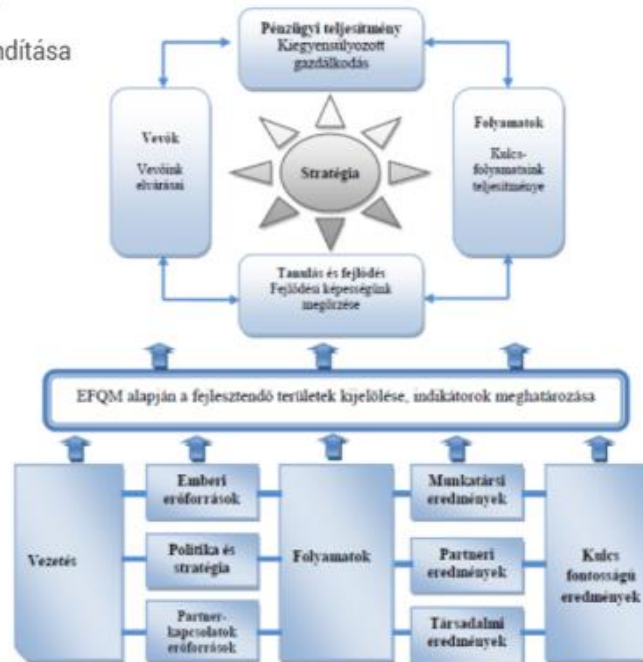 ndítása
Pénzügyi teljesítmény
Kiegyensúlyozott
gazdálkodás
Vevők
Vevőink
elvárásai
Stratégia
Folyamatok
Kulcs-
folyamataink
teljesítménye
Tanulás és fejlődés
Fejlődési képességünk
megőrzése
EFQM alapján a fejlesztendő területek kijelölése, indikátorok meghatározása
Vezetés
Emberi
erőforrások
Politika és
stratégia
Partner-
kapcsolatok
erőforrások
Folyamatok
Munkatársi
eredmények
Partneri
eredmények
Társadalmi
eredmények
Kulcs
fontosságú
eredmények